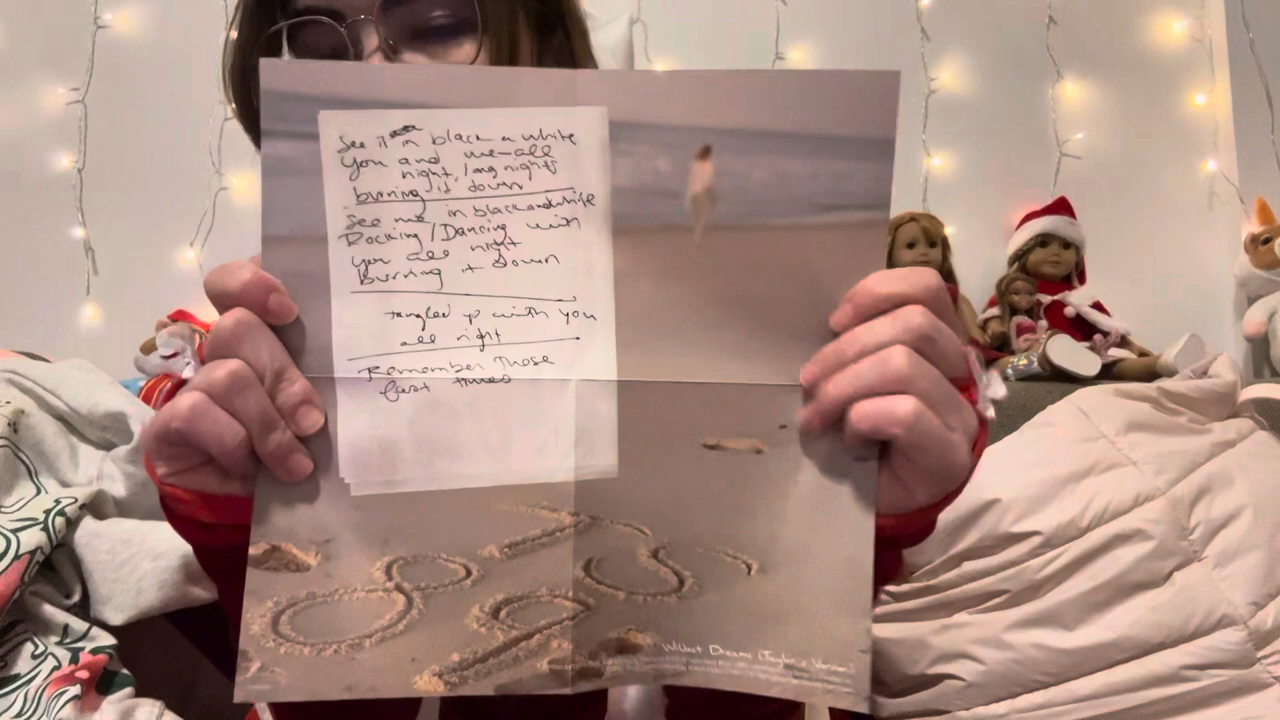 See it in black & white
You and me—all
night, long nights
burning it down
See me in black and white
Rocking / Dancing with
you all night
Burning it down
tangled up with you
all night
Remember Those
last times
Wildest Dreams (Taylor's Version)